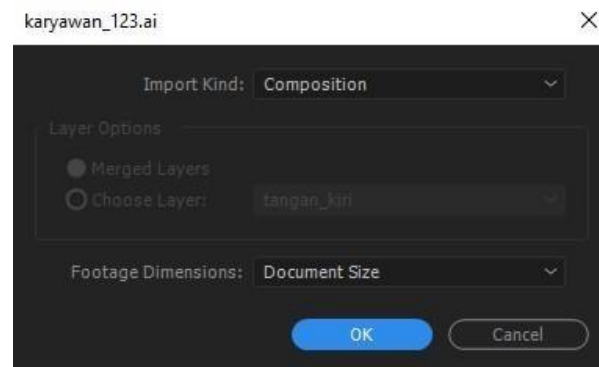 karyawan_123.ai
Import Kind: Composition
Layer Options
Merged Layers
Choose Layer: tangan_kiri
Footage Dimensions: Document Size
OK Cancel